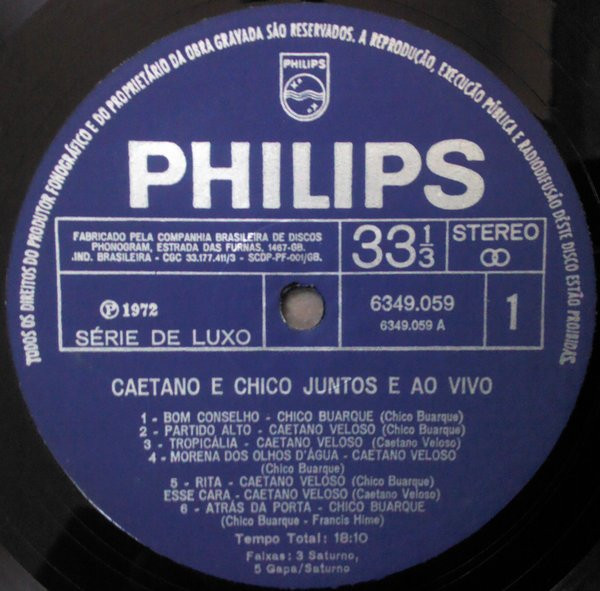 TODOS OS DIREITOS DO PRODUTOR FONOGRÁFICO E DO PROPRIETÁRIO DA OBRA GRAVADA SÃO RESERVADOS. A REPRODUÇÃO, EXECUÇÃO PÚBLICA E RADIODIFUSÃO DÊSTE DISCO ESTÃO PROIBIDAS.
PHILIPS
PHILIPS
FABRICADO PELA COMPANHIA BRASILEIRA DE DISCOS
PHONOGRAM, ESTRADA DAS FURNAS, 1467-GB.
.IND. BRASILEIRA - CGC 33.177.411/3 - SCDP-PF-001/GB.
33 1/3
STEREO
℗ 1972
SÉRIE DE LUXO
6349.059
6349.059 A
1
CAETANO E CHICO JUNTOS E AO VIVO
1 - BOM CONSELHO - CHICO BUARQUE (Chico Buarque)
2 - PARTIDO ALTO - CAETANO VELOSO (Chico Buarque)
3 - TROPICÁLIA - CAETANO VELOSO (Caetano Veloso)
4 - MORENA DOS OLHOS D'ÁGUA - CAETANO VELOSO
(Chico Buarque)
5 - RITA - CAETANO VELOSO (Chico Buarque)
ESSE CARA - CAETANO VELOSO (Caetano Veloso)
6 - ATRÁS DA PORTA - CHICO BUARQUE
(Chico Buarque - Francis Hime)
Tempo Total: 18:10
Faixas: 3 Saturno,
5 Gapa/Saturno